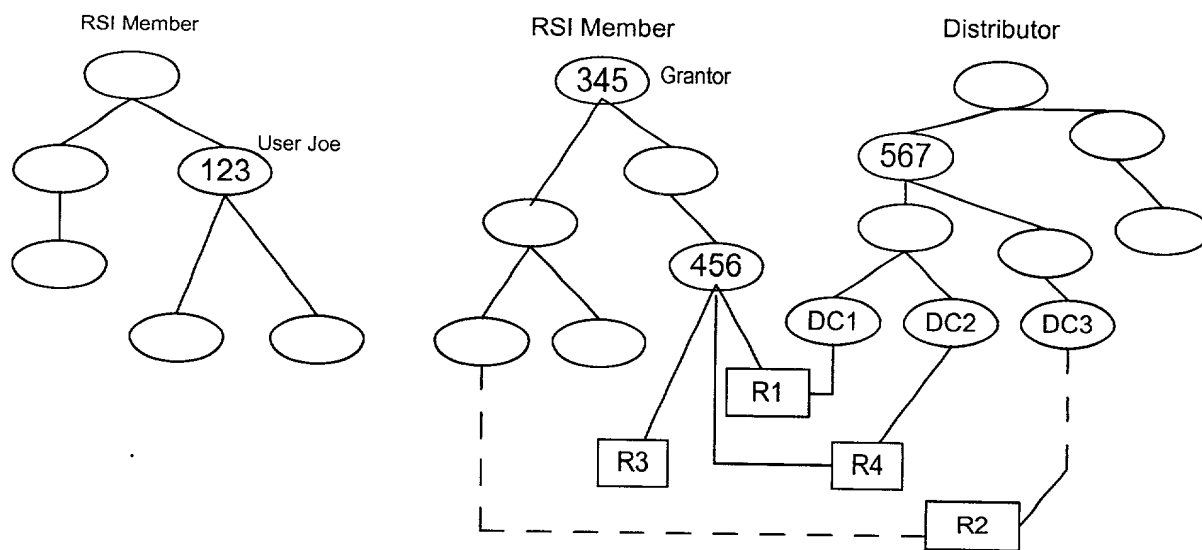 RSI Member
RSI Member
Distributor
345
Grantor
User Joe
123
567
456
DC1
DC2
DC3
R1
R3
R4
R2